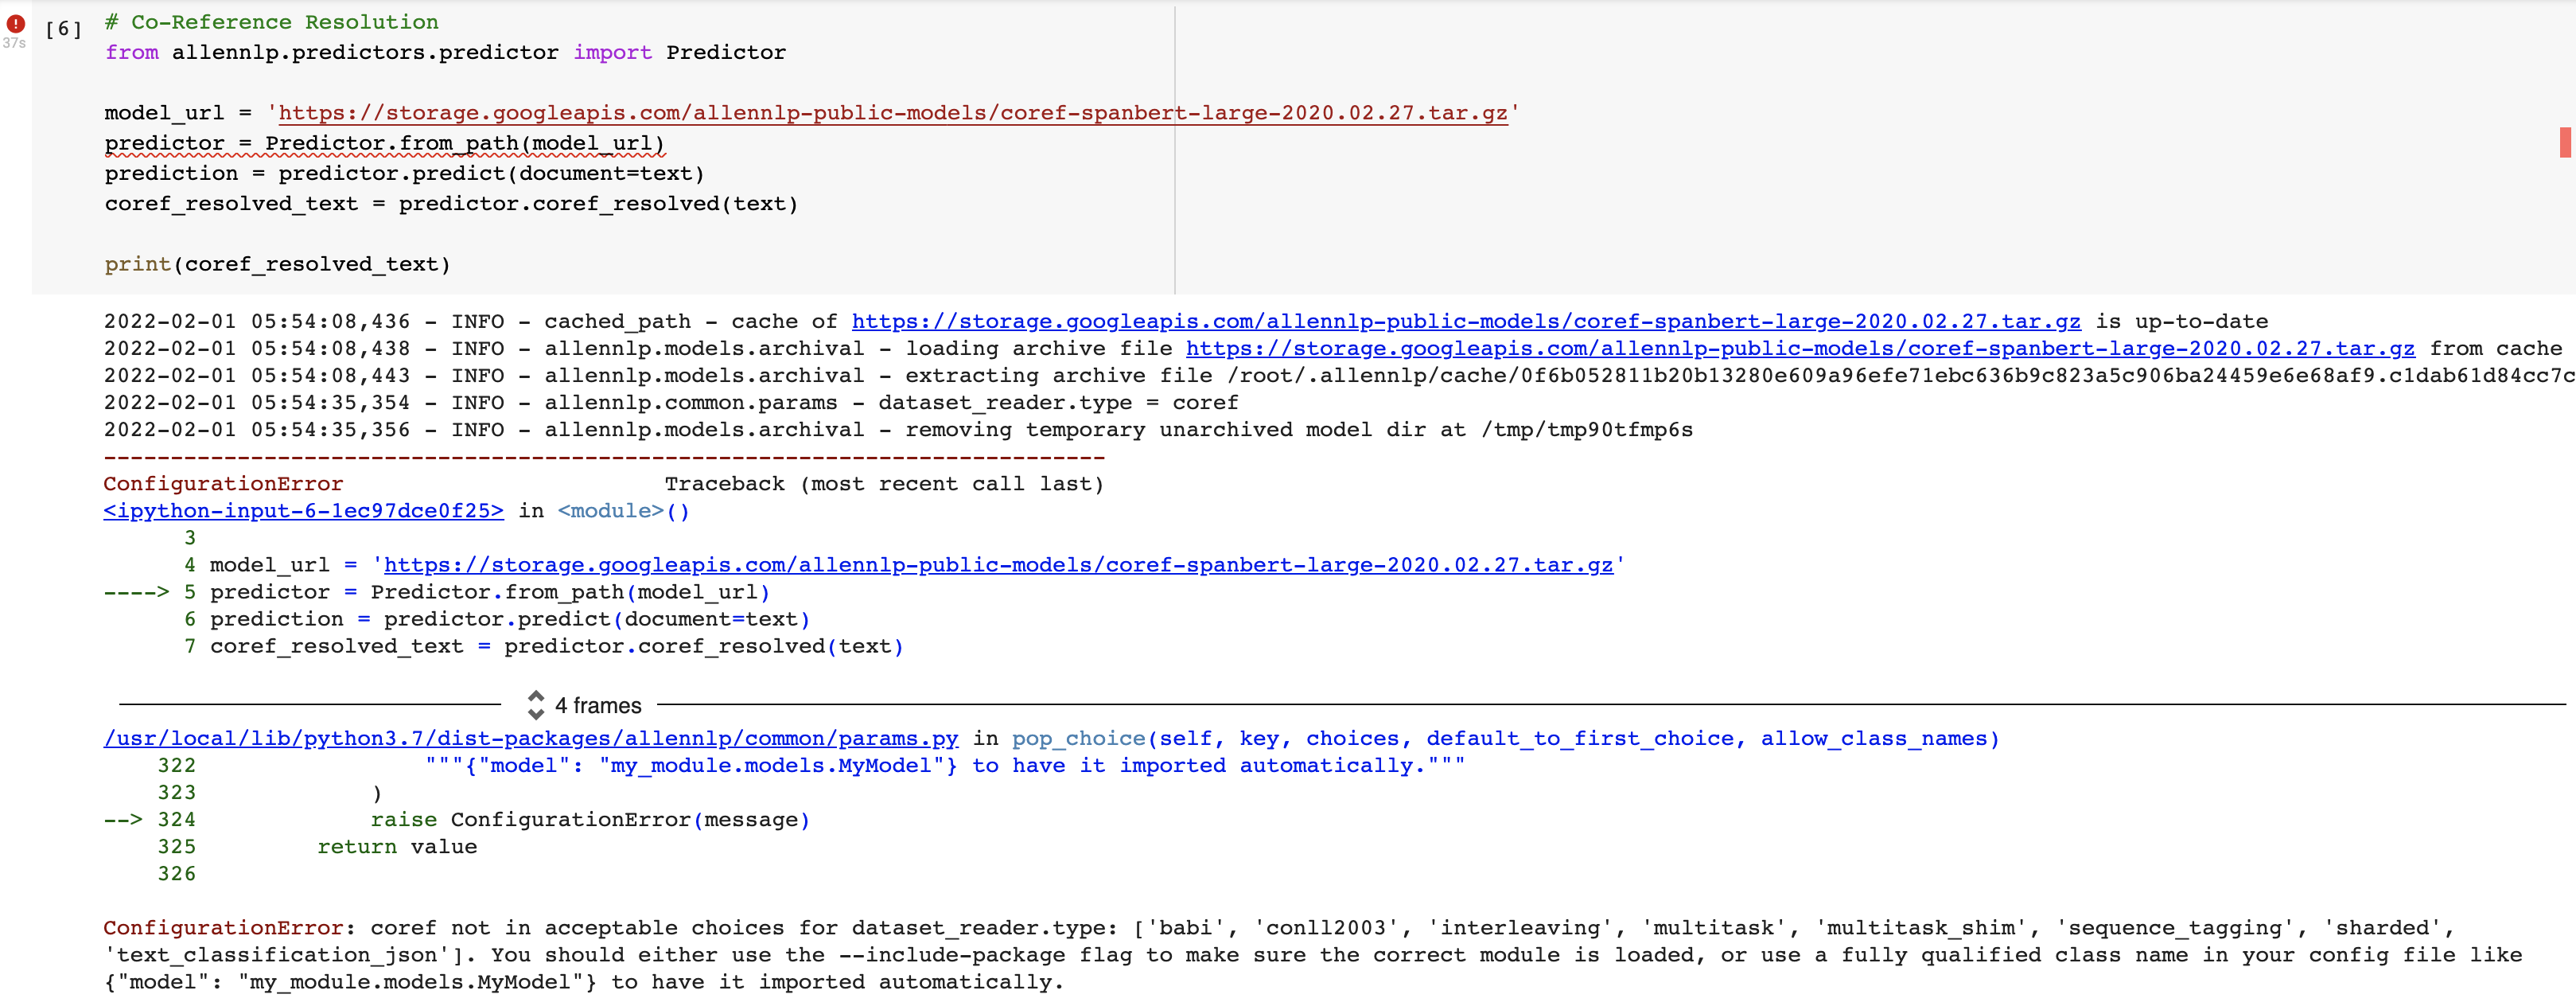 37s
[6] # Co-Reference Resolution
from allennlp.predictors.predictor import Predictor
model_url = 'https://storage.googleapis.com/allennlp-public-models/coref-spanbert-large-2020.02.27.tar.gz'
predictor = Predictor.from_path(model_url)
prediction = predictor.predict(document=text)
coref_resolved_text = predictor.coref_resolved(text)
print(coref_resolved_text)
2022-02-01 05:54:08,436 - INFO - cached_path - cache of https://storage.googleapis.com/allennlp-public-models/coref-spanbert-large-2020.02.27.tar.gz is up-to-date
2022-02-01 05:54:08,438 - INFO - allennlp.models.archival - loading archive file https://storage.googleapis.com/allennlp-public-models/coref-spanbert-large-2020.02.27.tar.gz from cache
2022-02-01 05:54:08,443 - INFO - allennlp.models.archival - extracting archive file /root/.allennlp/cache/0f6b052811b20b13280e609a96efe71ebc636b9c823a5c906ba24459e6e68af9.c1dab61d84cc7c
2022-02-01 05:54:35,354 - INFO - allennlp.common.params - dataset_reader.type = coref
2022-02-01 05:54:35,356 - INFO - allennlp.models.archival - removing temporary unarchived model dir at /tmp/tmp90tfmp6s
---------------------------------------------------------------------------
ConfigurationError                        Traceback (most recent call last)
<ipython-input-6-1ec97dce0f25> in <module>()
      3
      4 model_url = 'https://storage.googleapis.com/allennlp-public-models/coref-spanbert-large-2020.02.27.tar.gz'
----> 5 predictor = Predictor.from_path(model_url)
      6 prediction = predictor.predict(document=text)
      7 coref_resolved_text = predictor.coref_resolved(text)
4 frames
/usr/local/lib/python3.7/dist-packages/allennlp/common/params.py in pop_choice(self, key, choices, default_to_first_choice, allow_class_names)
    322                 """{"model": "my_module.models.MyModel"} to have it imported automatically."""
    323             )
--> 324             raise ConfigurationError(message)
    325         return value
    326
ConfigurationError: coref not in acceptable choices for dataset_reader.type: ['babi', 'conll2003', 'interleaving', 'multitask', 'multitask_shim', 'sequence_tagging', 'sharded',
'text_classification_json']. You should either use the --include-package flag to make sure the correct module is loaded, or use a fully qualified class name in your config file like
{"model": "my_module.models.MyModel"} to have it imported automatically.